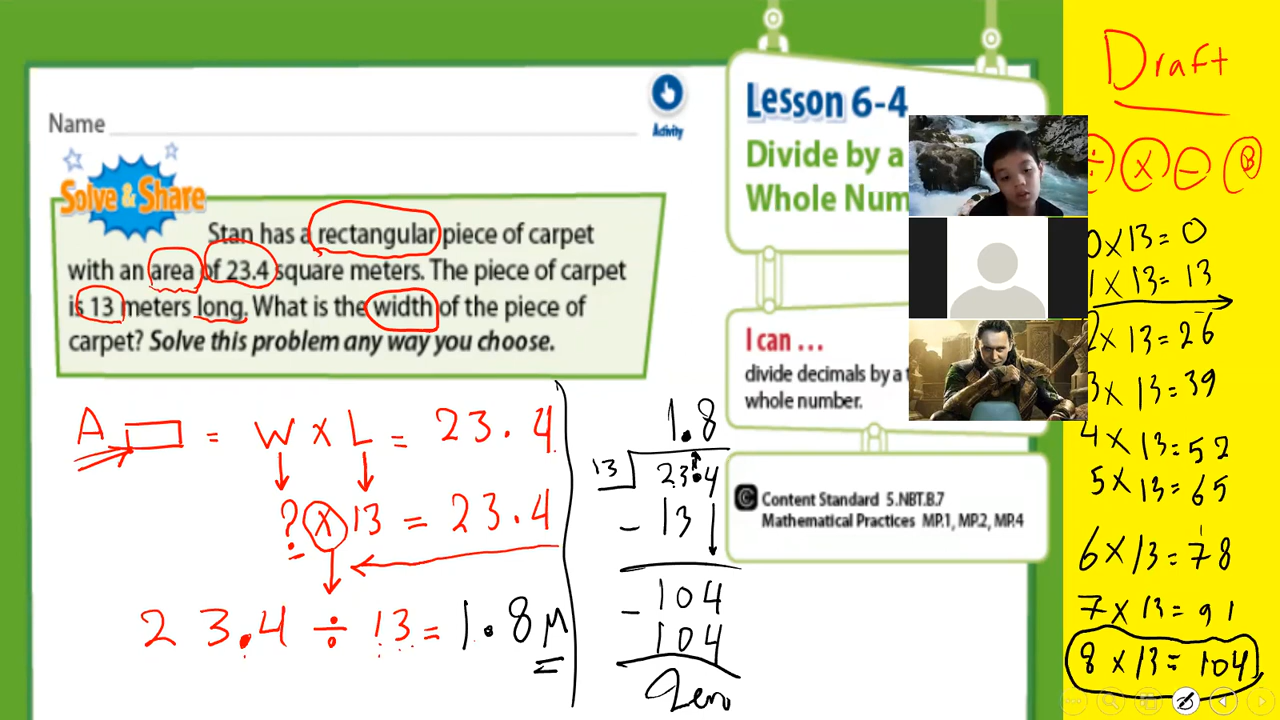 Name
Activity
Solve & Share
Stan has a rectangular piece of carpet
with an area of 23.4 square meters. The piece of carpet
is 13 meters long. What is the width of the piece of
carpet? Solve this problem any way you choose.
A = W × L = 23.4
? × 13 = 23.4
23.4 ÷ 13 = 1.8 M
1.8
13 23.4
- 13
104
- 104
Zero
Lesson 6-4
Divide by a
Whole Num
I can ...
divide decimals by a
whole number.
C Content Standard 5.NBT.B.7
Mathematical Practices MP.1, MP.2, MP.4
Draft
÷ × -
0 × 13 = 0
1 × 13 = 13
2 × 13 = 26
3 × 13 = 39
4 × 13 = 52
5 × 13 = 65
6 × 13 = 78
7 × 13 = 91
8 × 13 = 104